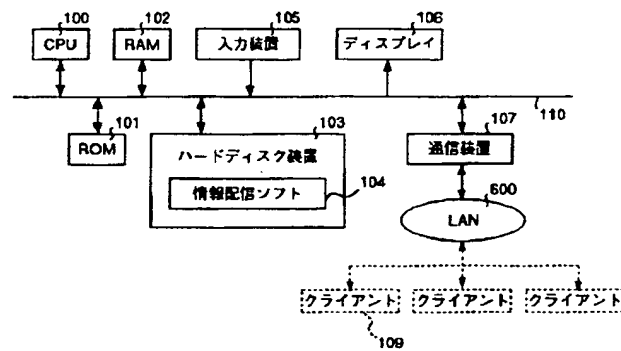 100
CPU
102
RAM
105
入力装置
106
ディスプレイ
110
101
ROM
103
ハードディスク装置
情報配信ソフト
104
107
通信装置
600
LAN
クライアント
クライアント
クライアント
109